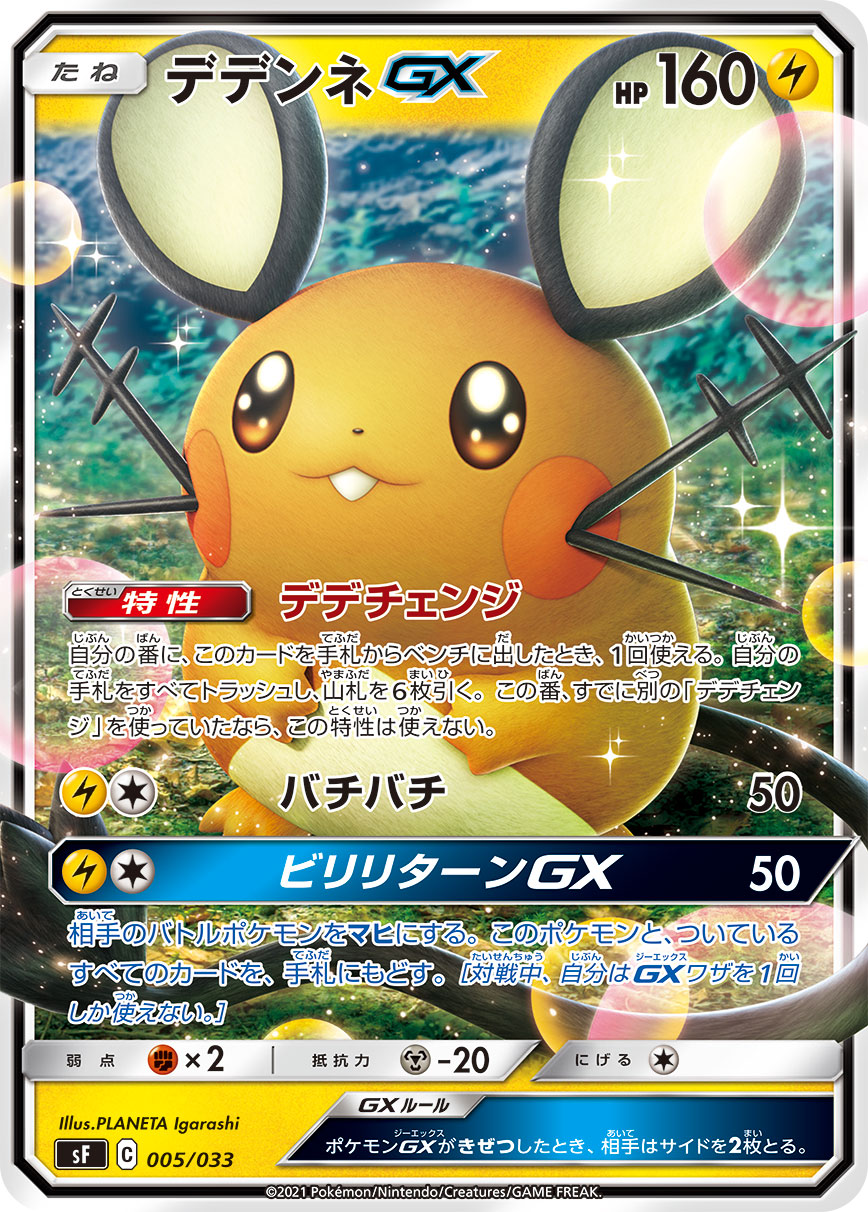 たね デデンネGX HP 160
とくせい
特性 デデチェンジ
自分の番に、このカードを手札からベンチに出したとき、1回使える。自分の
手札をすべてトラッシュし、山札を6枚引く。この番、すでに別の「デデチェン
ジ」を使っていたなら、この特性は使えない。
バチバチ 50
ビリリターンGX 50
相手のバトルポケモンをマヒにする。このポケモンと、ついている
すべてのカードを、手札にもどす。[対戦中、自分はGXワザを1回
しか使えない。]
弱点 ×2 抵抗力 -20 にげる
GXルール
ポケモンGXがきぜつしたとき、相手はサイドを2枚とる。
Illus.PLANETA Igarashi
sF C 005/033
©2021 Pokémon/Nintendo/Creatures/GAME FREAK.